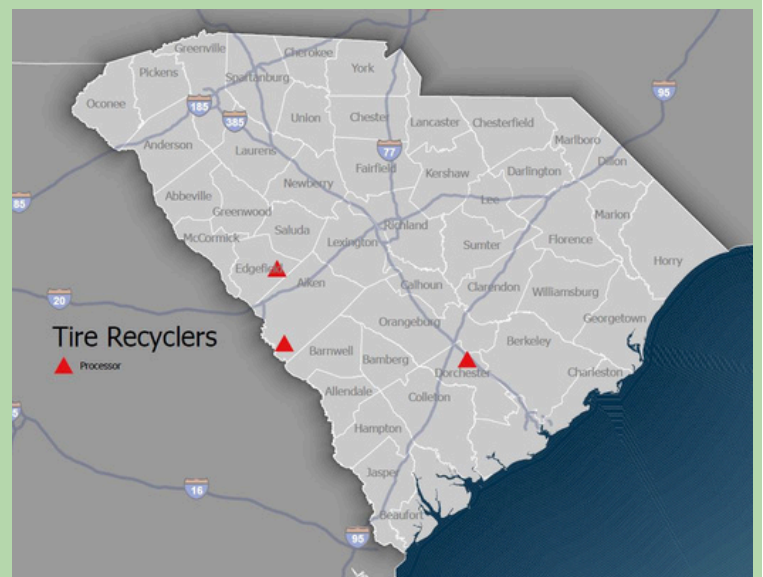 Greenville
Cherokee
York
Pickens
Spartanburg
95
Oconee
185
Union
Chester
Lancaster
Chesterfield
385
Marlboro
Anderson
Laurens
77
Dillon
Fairfield
Kershaw
Darlington
Newberry
Abbeville
Lee
85
Greenwood
Marion
Saluda
Richland
McCormick
Lexington
Sumter
Florence
Horry
Edgefield
Aiken
Calhoun
Clarendon
Williamsburg
20
Georgetown
Orangeburg
Tire Recyclers
Berkeley
Barnwell
Bamberg
Processor
Dorchester
Charleston
Allendale
Colleton
5
Hampton
Jasper
16
Beaufort
95